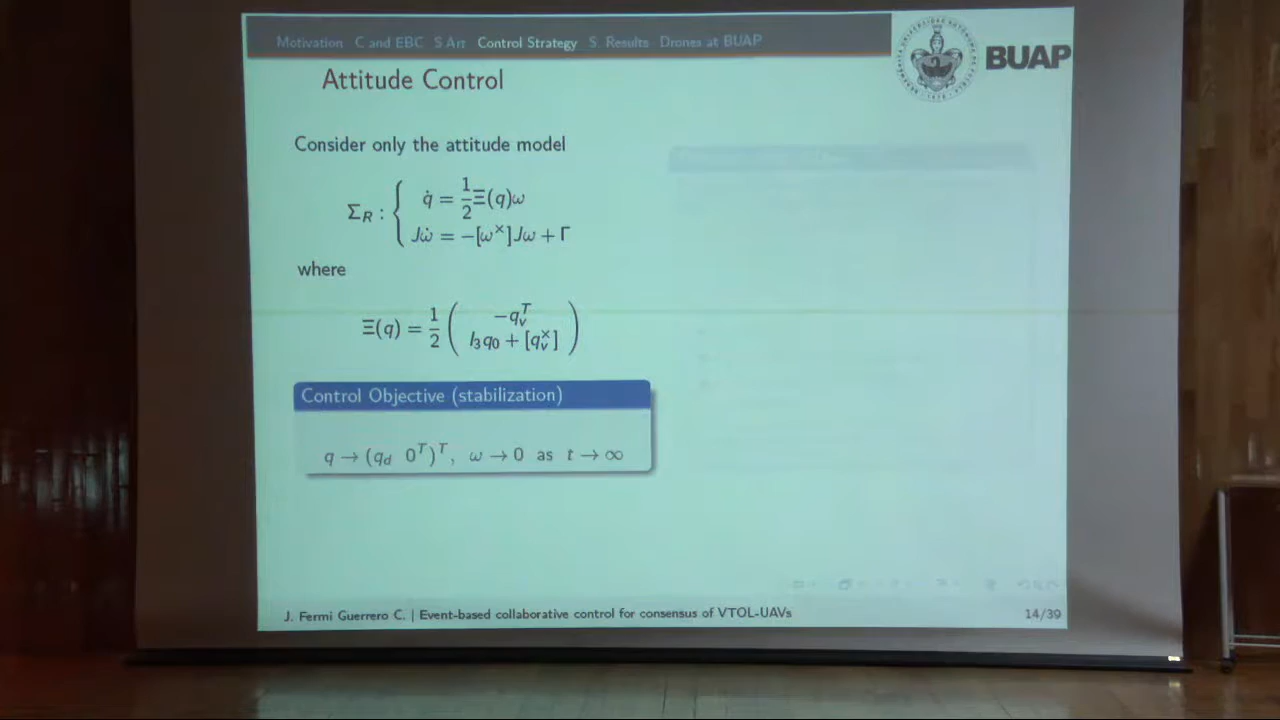 Motivation C and EBC S Art Control Strategy S. Results Drones at BUAP
BUAP
Attitude Control
Consider only the attitude model
Σ_R : { q̇ = 1/2 Ξ(q)ω
Jω̇ = −[ω^×]Jω + Γ
where
Ξ(q) = 1/2 ( −q_v^T
I_3q_0 + [q_v^×] )
Control Objective (stabilization)
q → (q_d 0^T)^T, ω → 0 as t → ∞
J. Fermi Guerrero C. | Event-based collaborative control for consensus of VTOL-UAVs 14/39